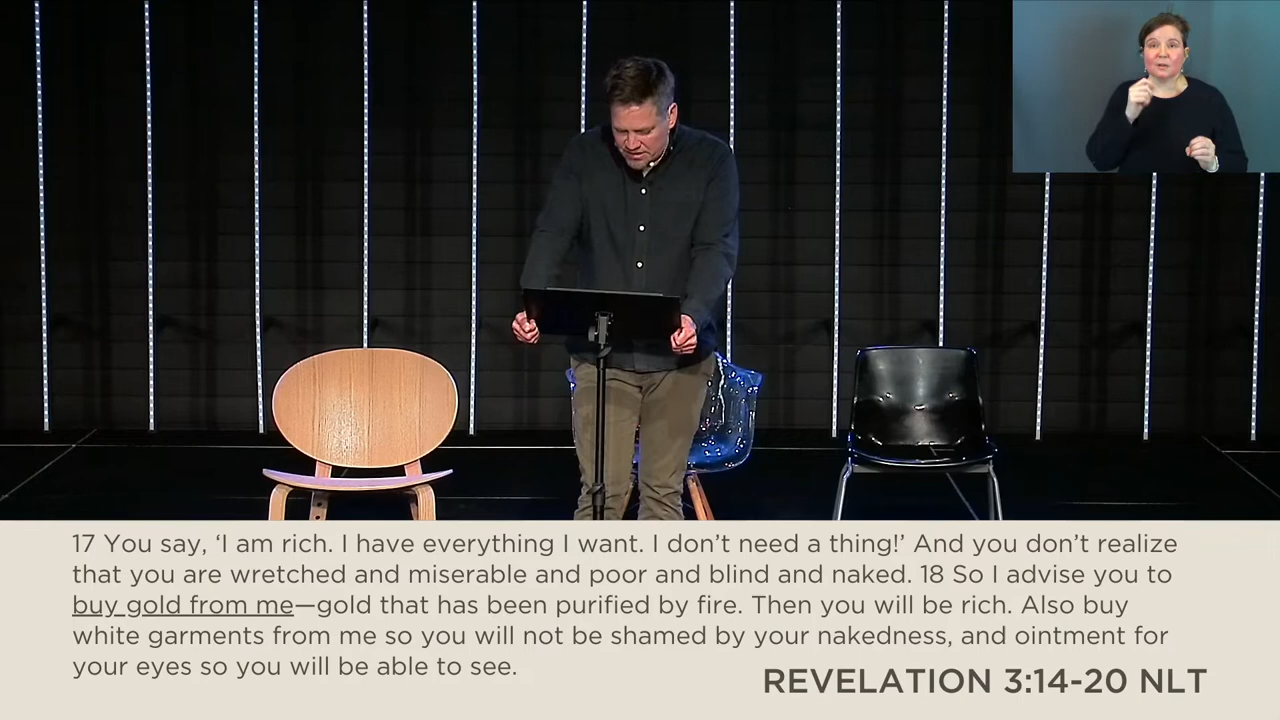 17 You say, ‘I am rich. I have everything I want. I don’t need a thing!’ And you don’t realize
that you are wretched and miserable and poor and blind and naked. 18 So I advise you to
buy gold from me—gold that has been purified by fire. Then you will be rich. Also buy
white garments from me so you will not be shamed by your nakedness, and ointment for
your eyes so you will be able to see.
REVELATION 3:14-20 NLT